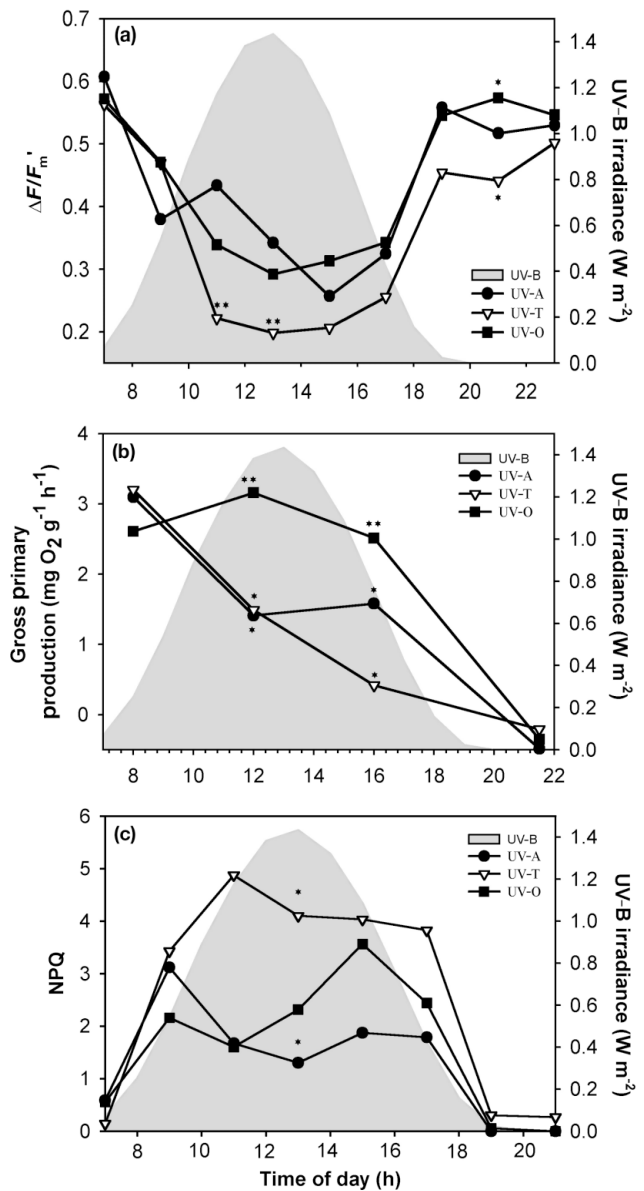 (a)
0.7
0.6
0.5
0.4
0.3
0.2
ΔF/Fm'
1.4
1.2
1.0
0.8
0.6
0.4
0.2
0.0
UV-B irradiance (W m-2)
*
*
**
**
UV-B
UV-A
UV-T
UV-O
8 10 12 14 16 18 20 22
(b)
4
3
2
1
0
Gross primary
production (mg O2 g-1 h-1)
1.4
1.2
1.0
0.8
0.6
0.4
0.2
0.0
UV-B irradiance (W m-2)
**
**
*
*
*
*
UV-B
UV-A
UV-T
UV-O
8 10 12 14 16 18 20 22
(c)
6
5
4
3
2
1
0
NPQ
1.4
1.2
1.0
0.8
0.6
0.4
0.2
0.0
UV-B irradiance (W m-2)
*
*
UV-B
UV-A
UV-T
UV-O
8 10 12 14 16 18 20
Time of day (h)